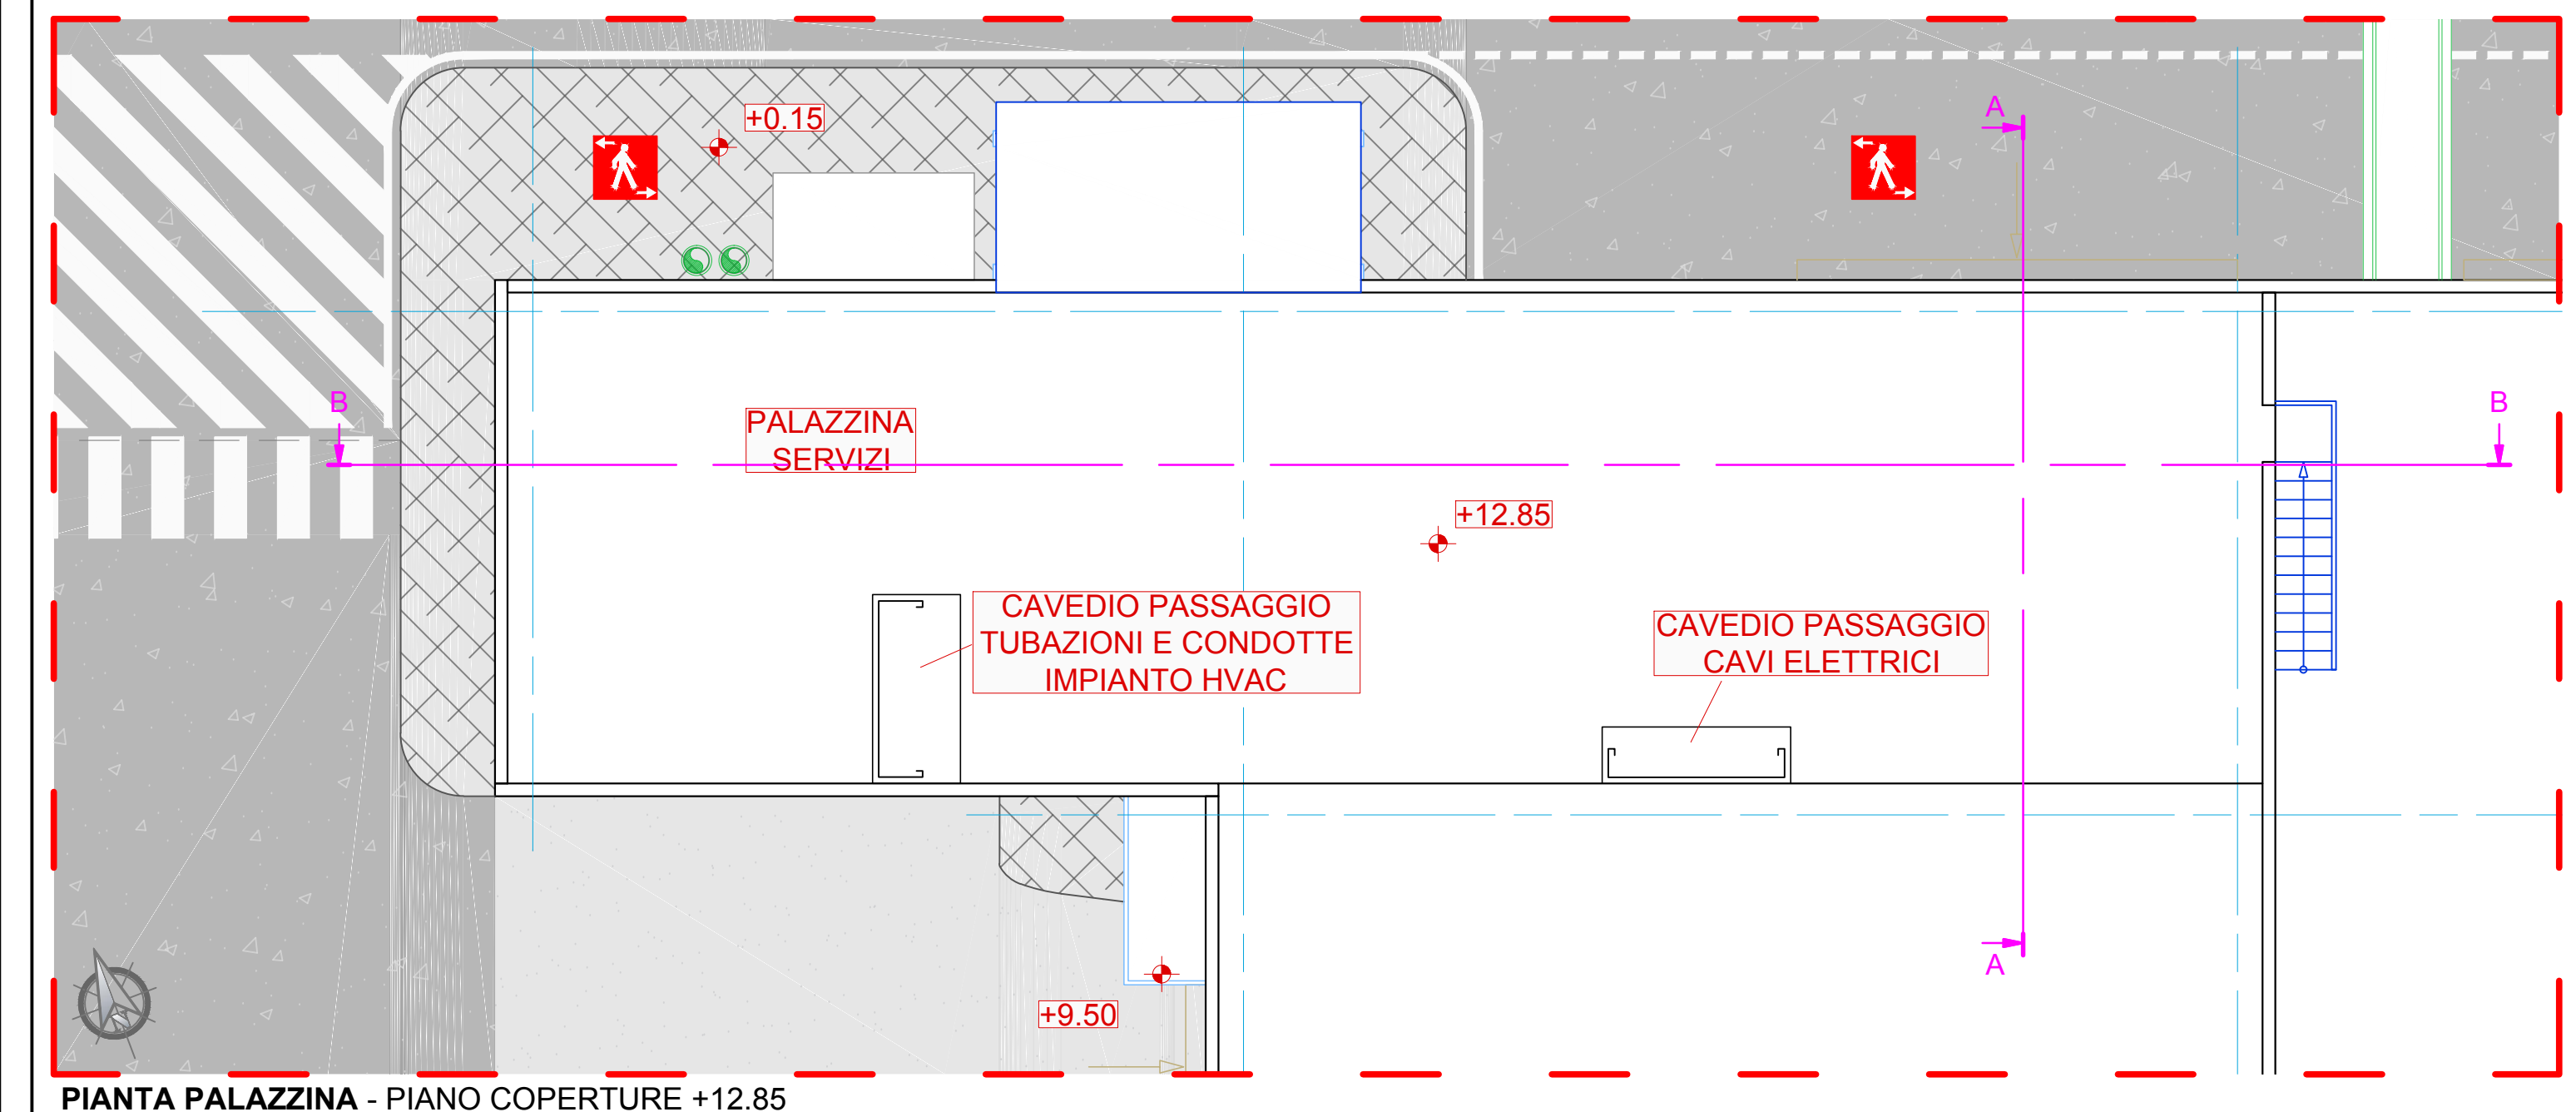 +0.15
A
B
B
PALAZZINA
SERVIZI
+12.85
CAVEDIO PASSAGGIO
TUBAZIONI E CONDOTTE
IMPIANTO HVAC
CAVEDIO PASSAGGIO
CAVI ELETTRICI
A
+9.50
PIANTA PALAZZINA - PIANO COPERTURE +12.85